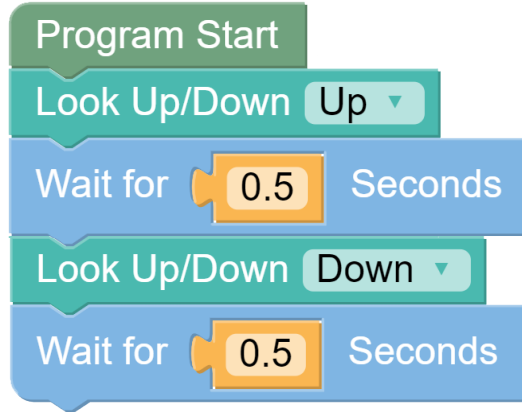 Program Start
Look Up/Down Up
Wait for 0.5 Seconds
Look Up/Down Down
Wait for 0.5 Seconds